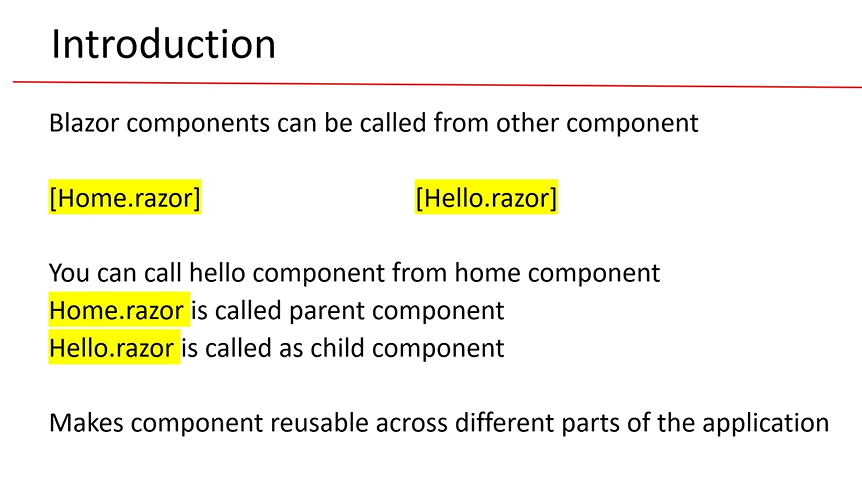 Introduction
Blazor components can be called from other component
[Home.razor] [Hello.razor]
You can call hello component from home component
Home.razor is called parent component
Hello.razor is called as child component
Makes component reusable across different parts of the application